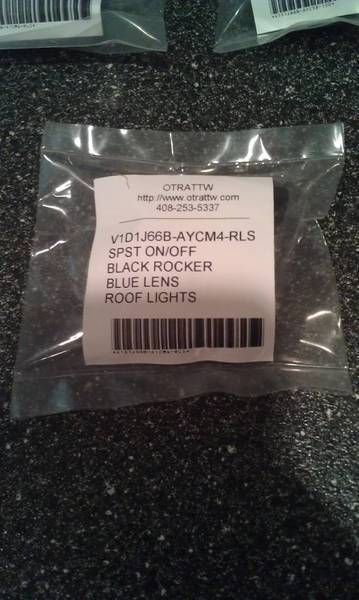 OTRATTW
http://www.otrattw.com
408-253-5337
V1D1J66B-AYCM4-RLS
SPST ON/OFF
BLACK ROCKER
BLUE LENS
ROOF LIGHTS